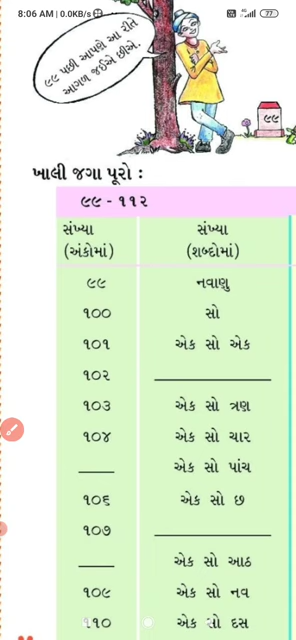 8:06 AM | 0.0KB/s
4G
77
૯૯ પછી આપણે આ રીતે
આગળ જઈએ છીએ.
૯૯
ખાલી જગા પૂરો :
૯૯ - ૧૧૨
સંખ્યા સંખ્યા
(અંકોમાં) (શબ્દોમાં)
૯૯ નવાણુ
૧૦૦ સો
૧૦૧ એક સો એક
૧૦૨
૧૦૩ એક સો ત્રણ
૧૦૪ એક સો ચાર
એક સો પાંચ
૧૦૬ એક સો છ
૧૦૭
એક સો આઠ
૧૦૯ એક સો નવ
૧૧૦ એક સો દસ